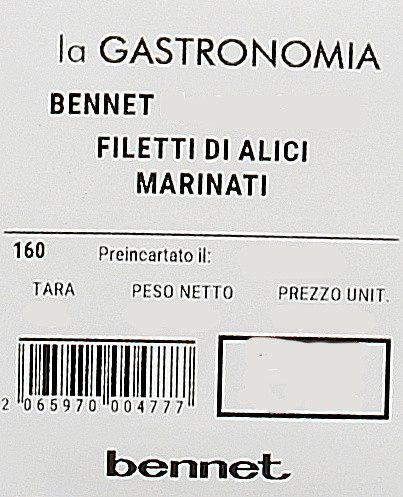 la GASTRONOMIA
BENNET
FILETTI DI ALICI
MARINATI
160 Preincartato il:
TARA PESO NETTO PREZZO UNIT.
2 065970 004777
bennet